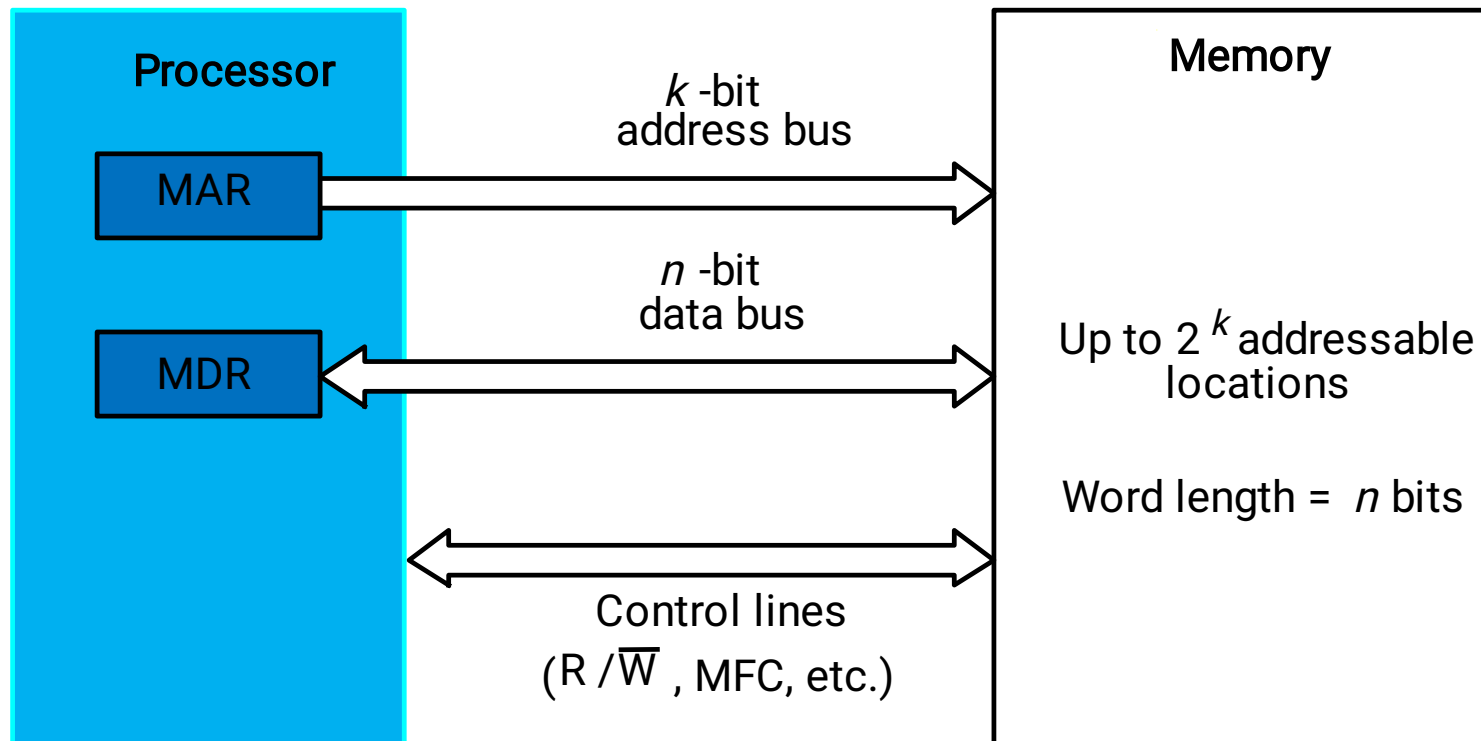 Processor
Memory
k -bit
address bus
MAR
n -bit
data bus
MDR
Up to 2 ᵏ addressable
locations
Word length = n bits
Control lines
(R /W̅ , MFC, etc.)